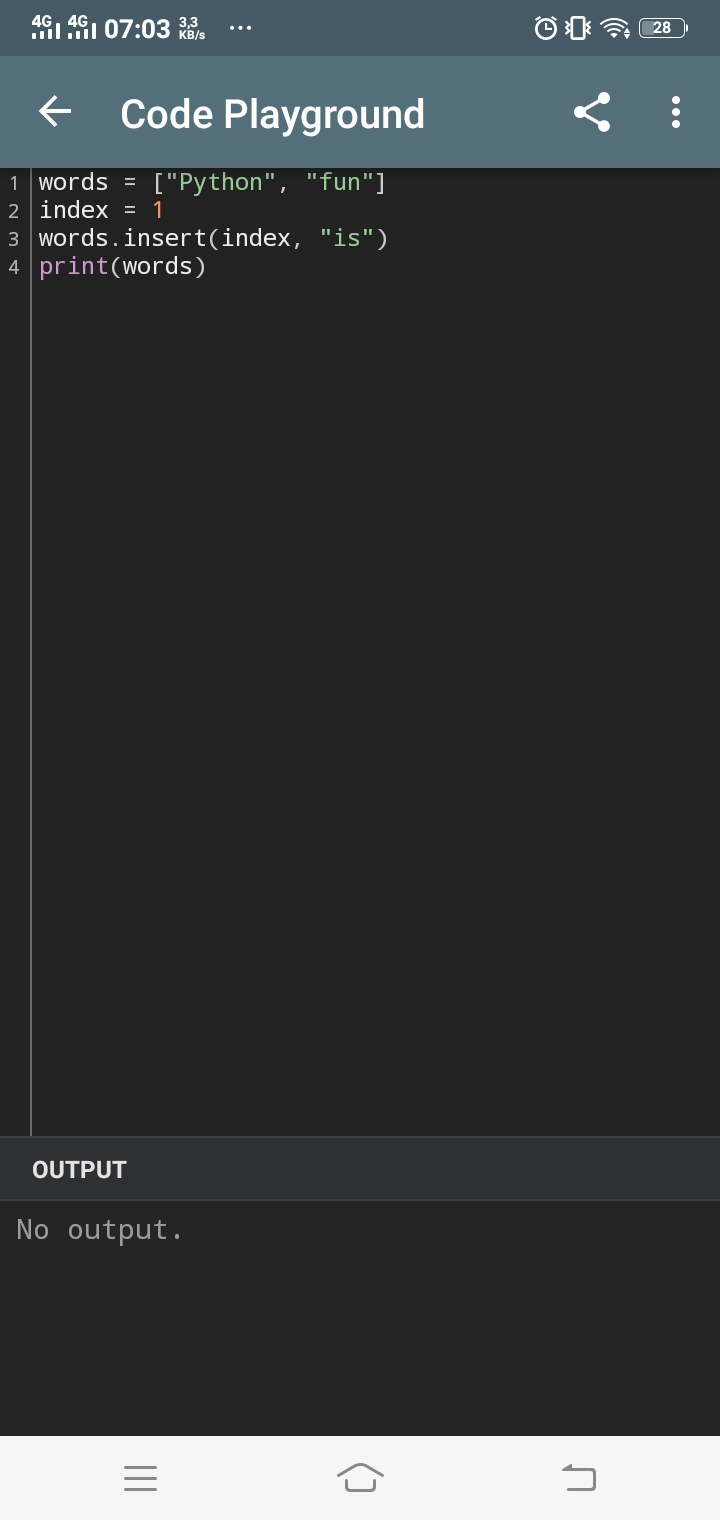 4G 4G 07:03 3,3 KB/s ... 28
Code Playground
1 words = ["Python", "fun"]
2 index = 1
3 words.insert(index, "is")
4 print(words)
OUTPUT
No output.